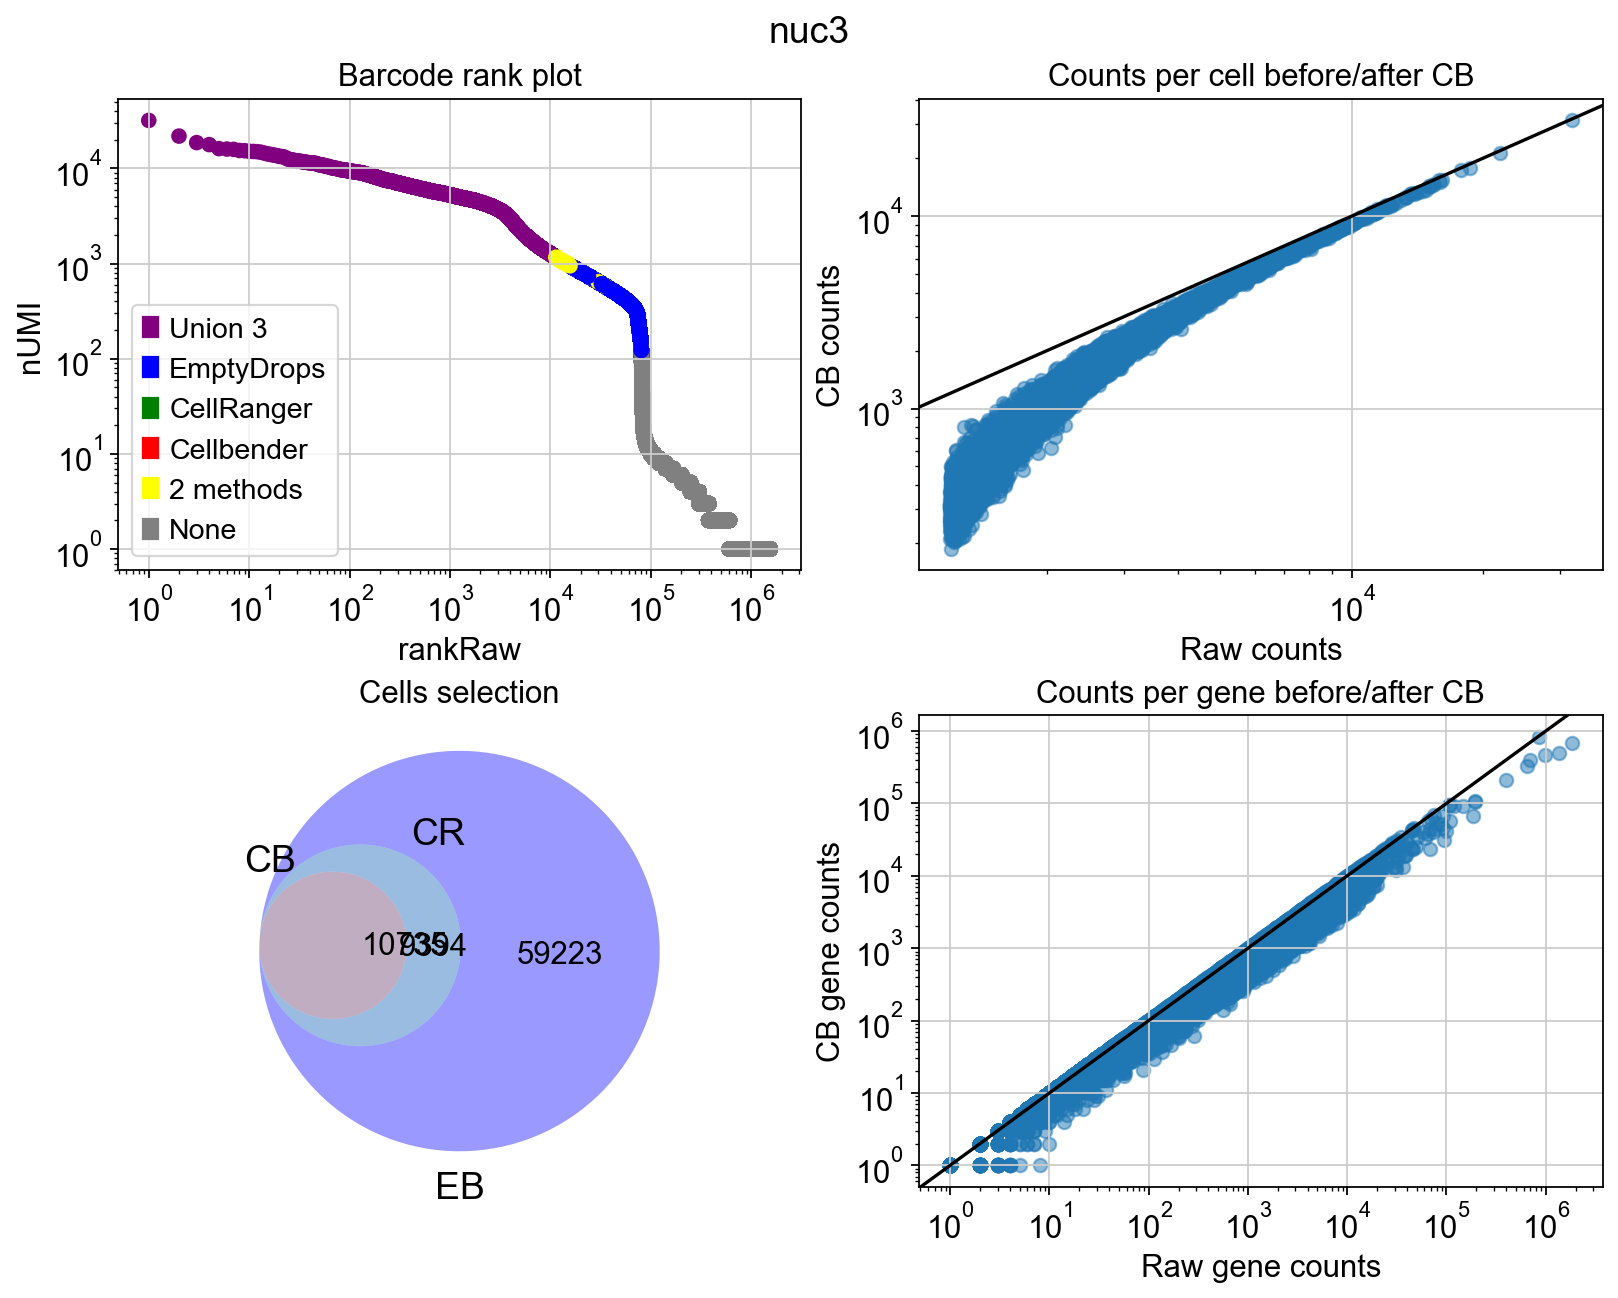 nuc3
Barcode rank plot
nUMI
10^4
10^3
10^2
10^1
10^0
Union 3
EmptyDrops
CellRanger
Cellbender
2 methods
None
10^0 10^1 10^2 10^3 10^4 10^5 10^6
rankRaw
Counts per cell before/after CB
CB counts
10^4
10^3
10^4
Raw counts
Cells selection
CR
CB
59223
EB
Counts per gene before/after CB
CB gene counts
10^6
10^5
10^4
10^3
10^2
10^1
10^0
10^0 10^1 10^2 10^3 10^4 10^5 10^6
Raw gene counts